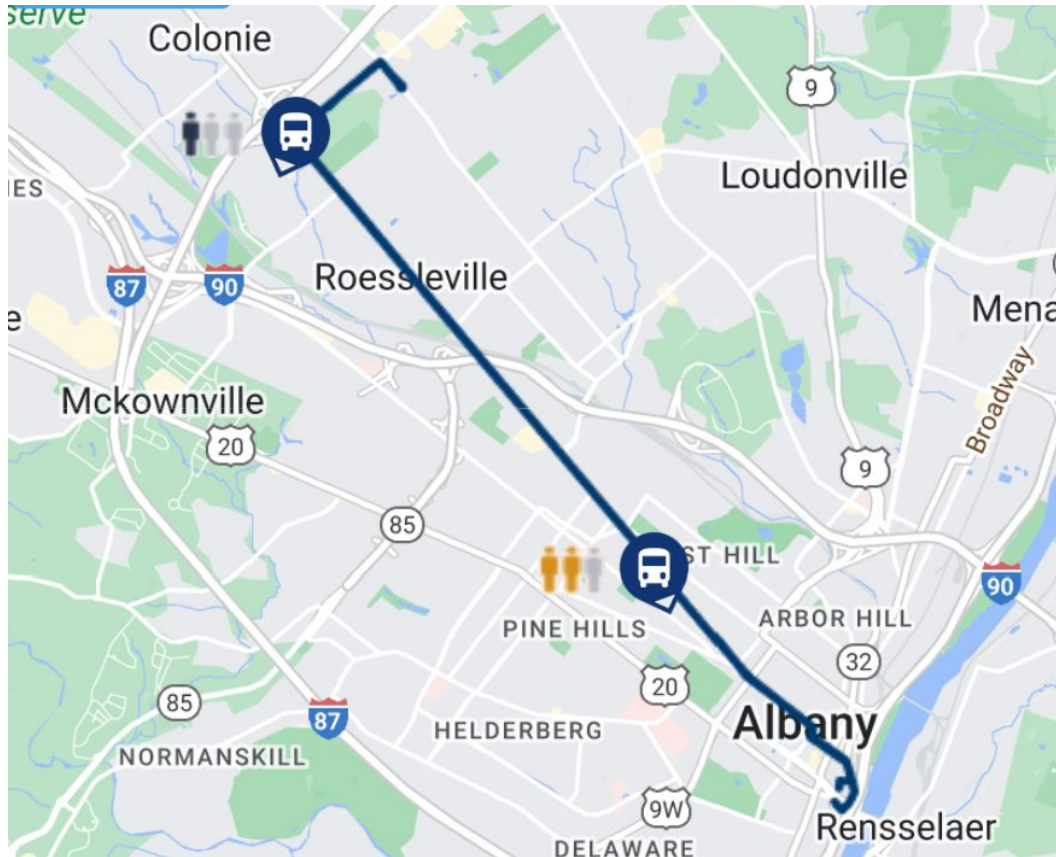 serve
Colonie
9
Loudonville
IES
Roessleville
87
90
Mena
e
Mckownville
20
Broadway
9
85
ST HILL
90
PINE HILLS
ARBOR HILL
32
20
85
87
HELDERBERG
Albany
NORMANSKILL
9W
Rensselaer
DELAWARE